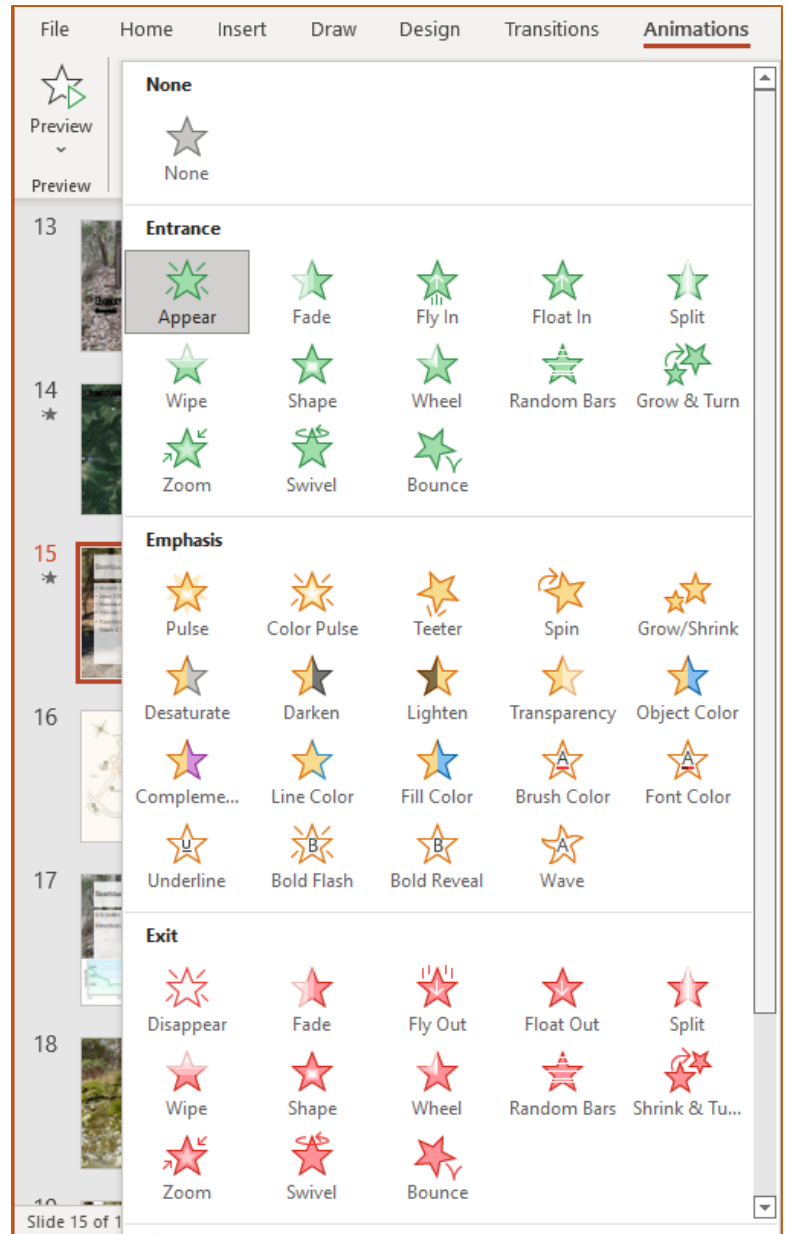 File Home Insert Draw Design Transitions Animations
Preview
Preview
None
None
Entrance
Appear Fade Fly In Float In Split
Wipe Shape Wheel Random Bars Grow & Turn
Zoom Swivel Bounce
Emphasis
Pulse Color Pulse Teeter Spin Grow/Shrink
Desaturate Darken Lighten Transparency Object Color
Compleme... Line Color Fill Color Brush Color Font Color
Underline Bold Flash Bold Reveal Wave
Exit
Disappear Fade Fly Out Float Out Split
Wipe Shape Wheel Random Bars Shrink & Tu...
Zoom Swivel Bounce
13
14
15
16
17
18
Slide 15 of 1